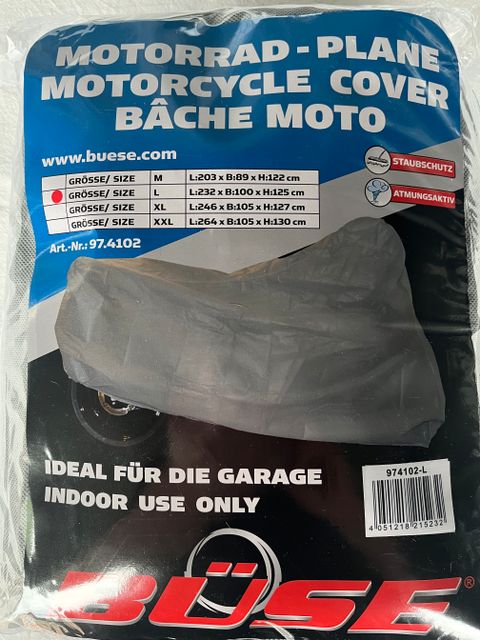 MOTORRAD-PLANE
MOTORCYCLE COVER
BÂCHE MOTO
www.buese.com
STAUBSCHUTZ
ATMUNGSAKTIV
GRÖSSE/ SIZE M L:203 x B:89 x H:122 cm
GRÖSSE/ SIZE L L:232 x B:100 x H:125 cm
GRÖSSE/ SIZE XL L:246 x B:105 x H:127 cm
GRÖSSE/ SIZE XXL L:264 x B:105 x H:130 cm
Art.-Nr.: 97.4102
IDEAL FÜR DIE GARAGE
INDOOR USE ONLY
974102-L
4 051218 215232
BÜSE®